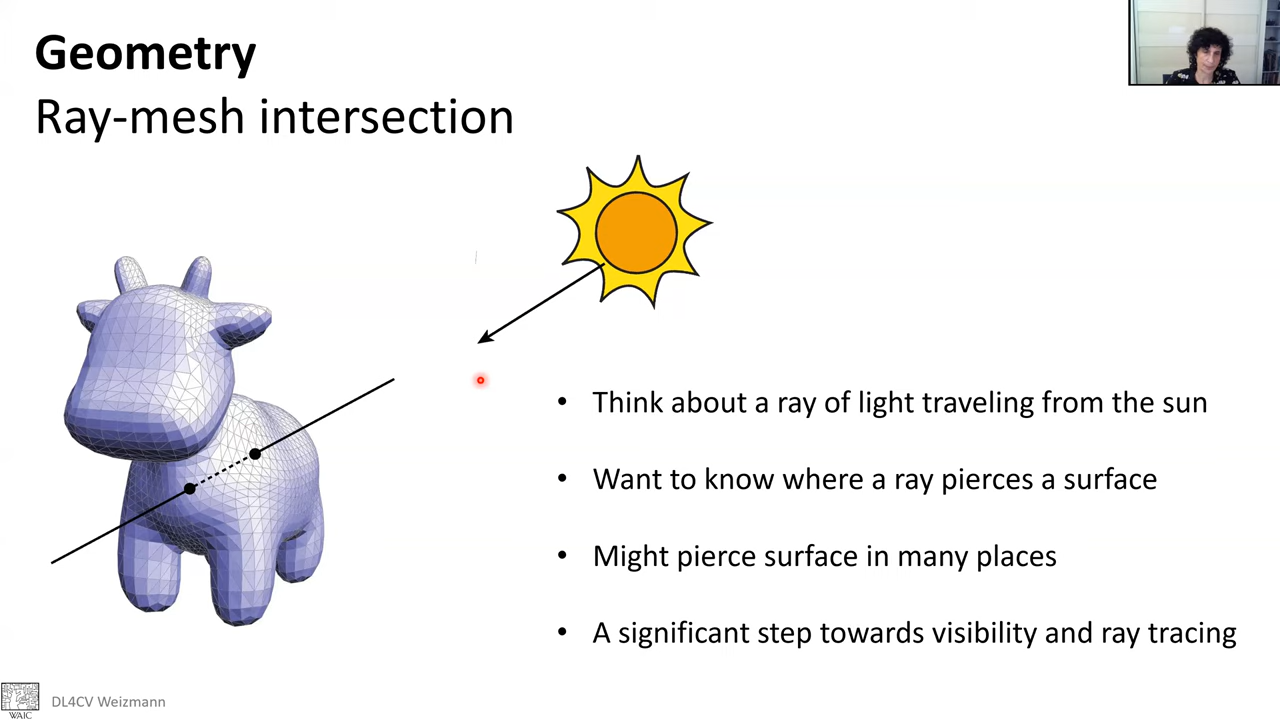 Geometry
Ray-mesh intersection
• Think about a ray of light traveling from the sun
• Want to know where a ray pierces a surface
• Might pierce surface in many places
• A significant step towards visibility and ray tracing
WAIC
DL4CV Weizmann